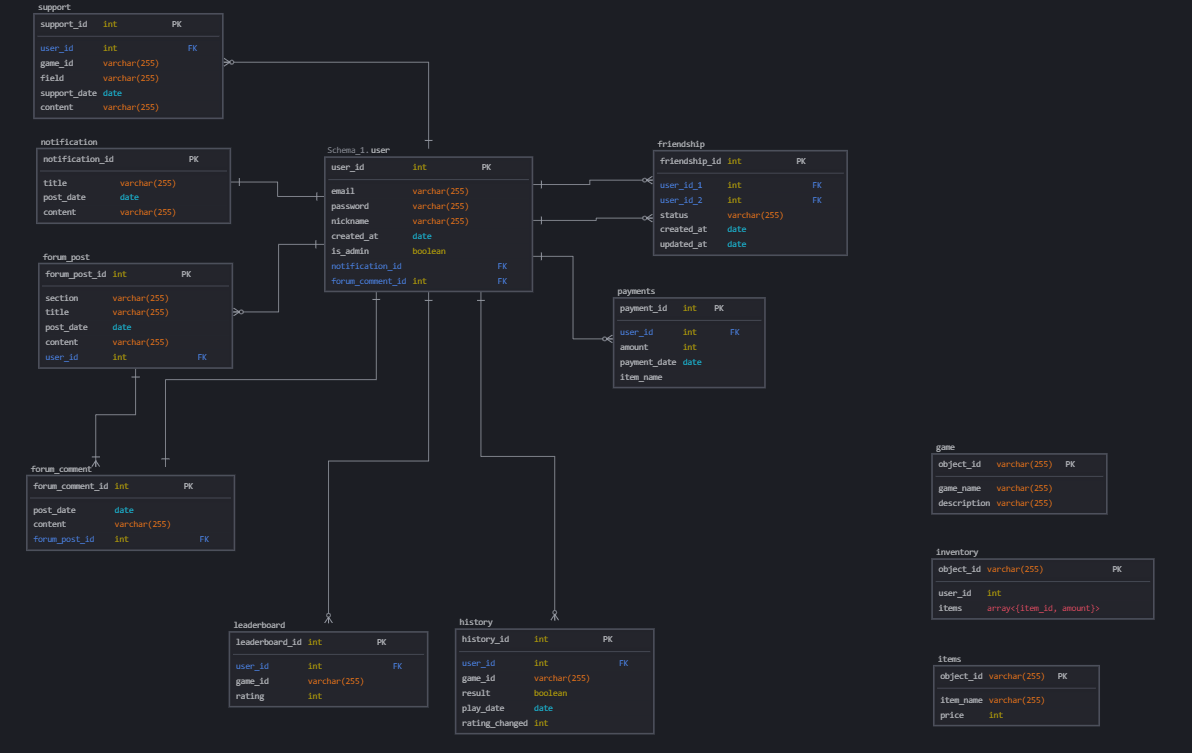 support
support_id int PK
user_id int FK
game_id varchar(255)
field varchar(255)
support_date date
content varchar(255)
notification
notification_id PK
title varchar(255)
post_date date
content varchar(255)
Schema_1.user
user_id int PK
email varchar(255)
password varchar(255)
nickname varchar(255)
created_at date
is_admin boolean
notification_id FK
forum_comment_id int FK
friendship
friendship_id int PK
user_id_1 int FK
user_id_2 int FK
status varchar(255)
created_at date
updated_at date
forum_post
forum_post_id int PK
section varchar(255)
title varchar(255)
post_date date
content varchar(255)
user_id int FK
payments
payment_id int PK
user_id int FK
amount int
payment_date date
item_name
forum_comment
forum_comment_id int PK
post_date date
content varchar(255)
forum_post_id int FK
game
object_id varchar(255) PK
game_name varchar(255)
description varchar(255)
inventory
object_id varchar(255) PK
user_id int
items array<{item_id, amount}>
leaderboard
leaderboard_id int PK
user_id int FK
game_id varchar(255)
rating int
history
history_id int PK
user_id int FK
game_id varchar(255)
result boolean
play_date date
rating_changed int
items
object_id varchar(255) PK
item_name varchar(255)
price int